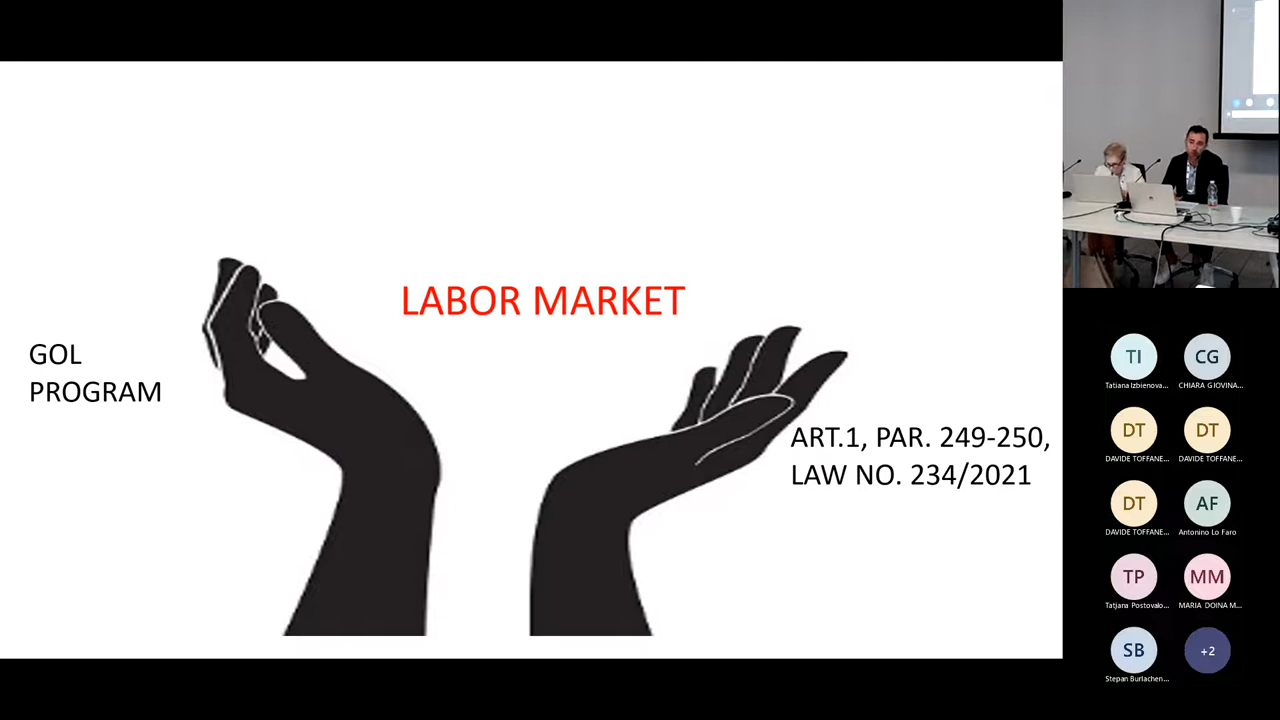 LABOR MARKET
GOL
PROGRAM
ART.1, PAR. 249-250,
LAW NO. 234/2021
TI
CG
Tatiana Izbienova...
CHIARA GIOVINA...
DT
DT
DAVIDE TOFFANE...
DAVIDE TOFFANE...
DT
AF
DAVIDE TOFFANE...
Antonino Lo Faro
TP
MM
Tatjana Postovalo...
MARIA DOINA M...
SB
+2
Stepan Burlachen...